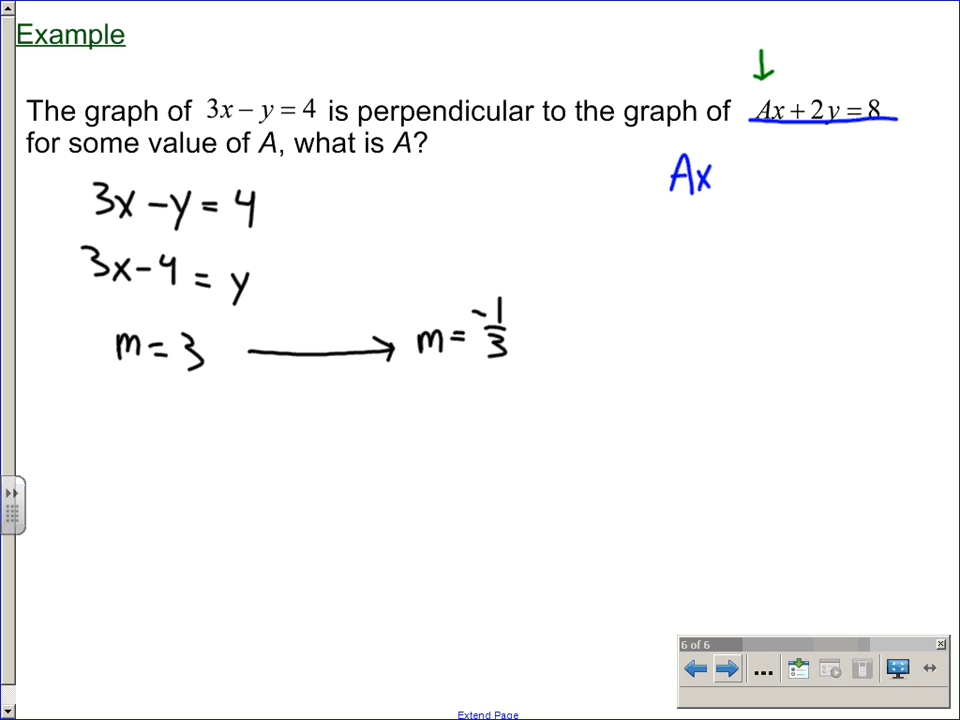 Example
The graph of 3x − y = 4 is perpendicular to the graph of Ax + 2y = 8
for some value of A, what is A?
Ax
3x − y = 4
3x − 4 = y
m = 3 → m = -1/3
6 of 6
Extend Page